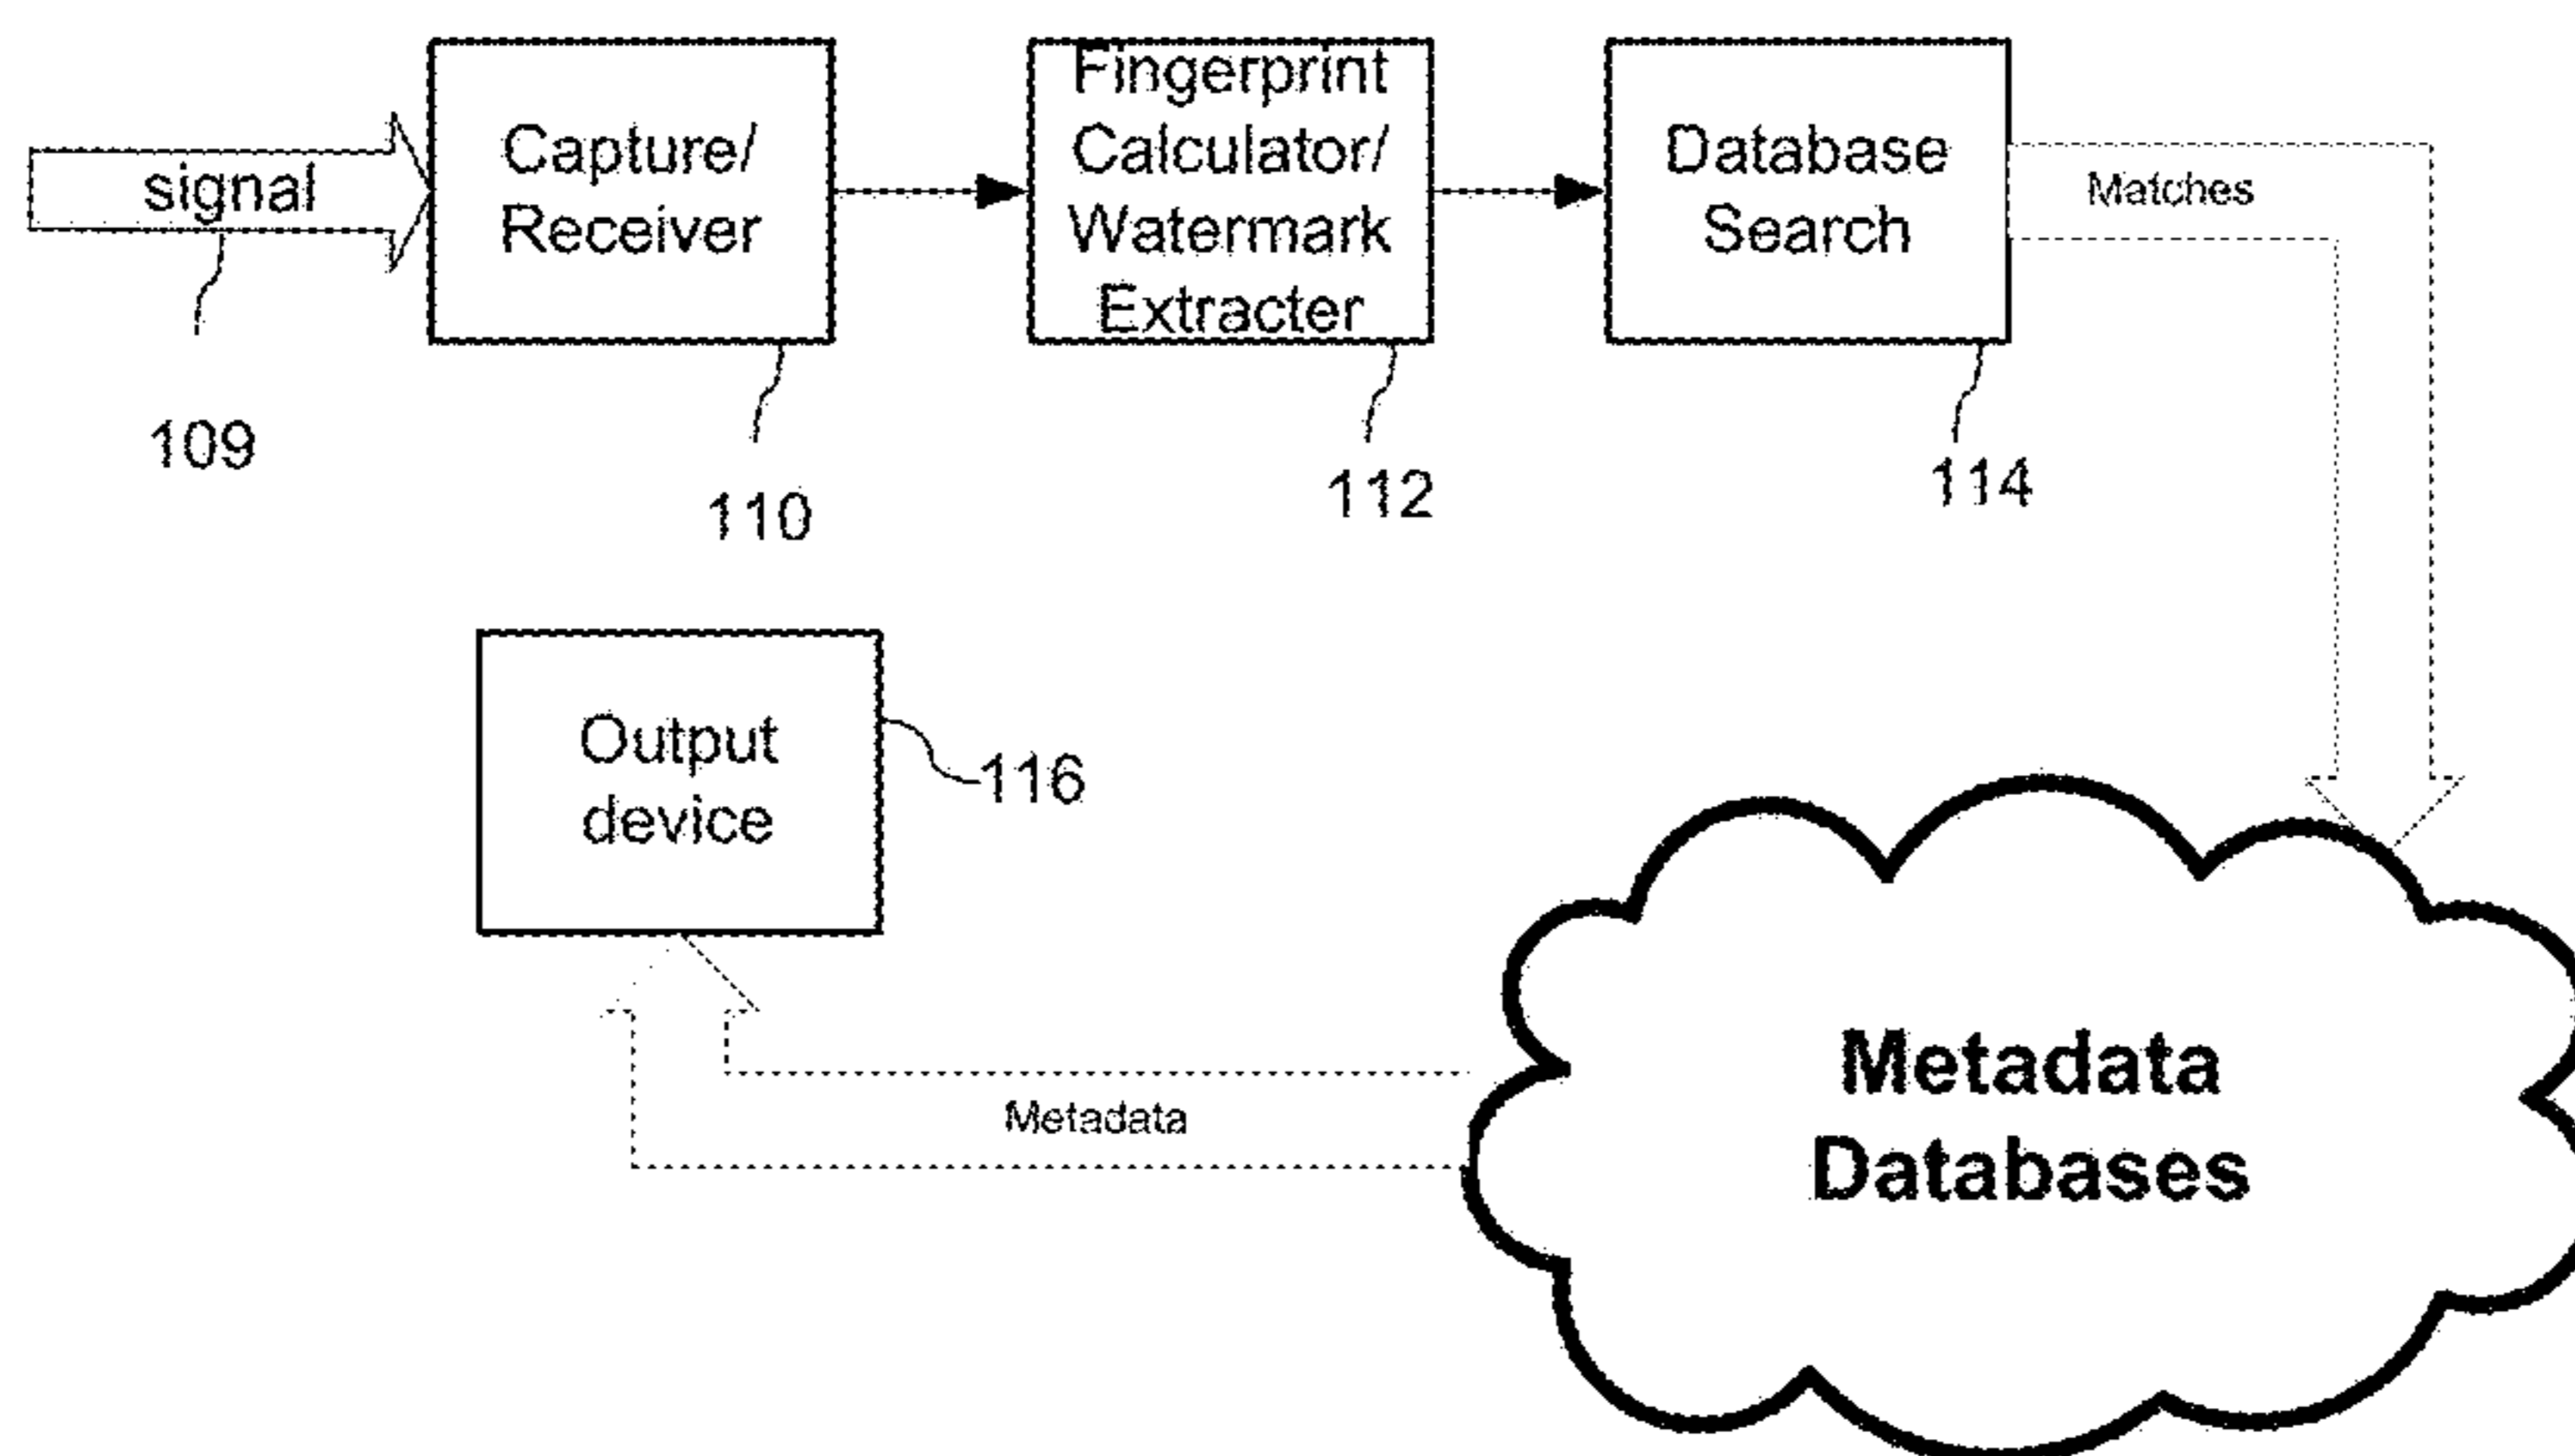 signal
109
Capture/
Receiver
110
Fingerprint
Calculator/
Watermark
Extracter
112
Database
Search
114
Matches
Output
device
116
Metadata
Metadata
Databases